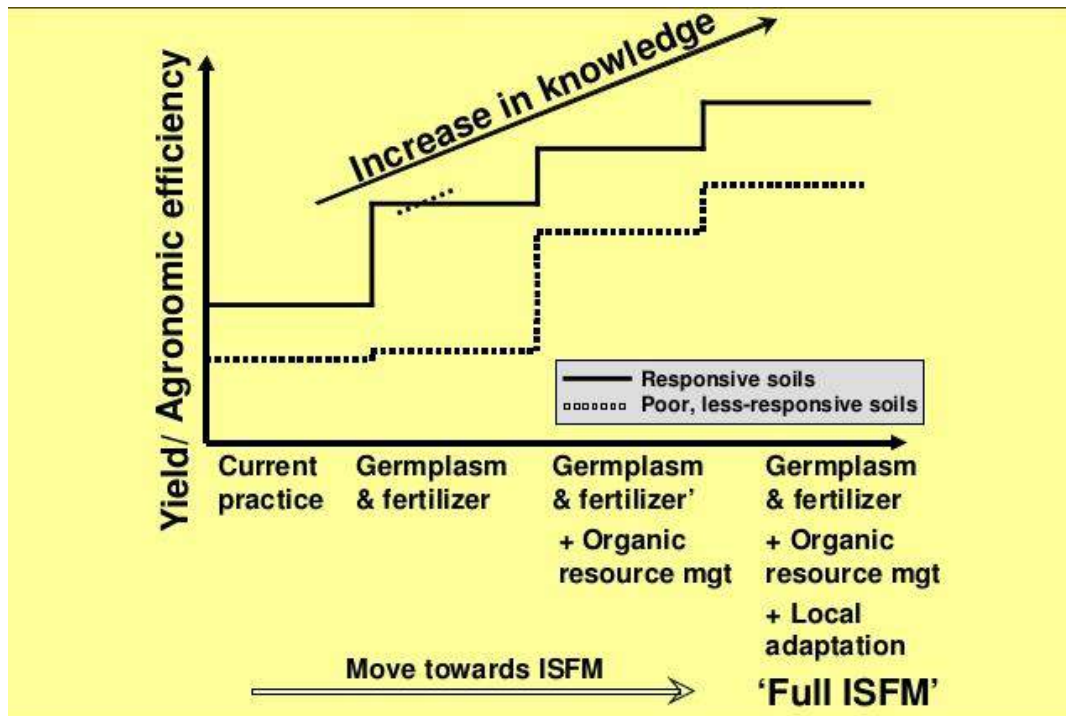 Increase in knowledge
Yield/ Agronomic efficiency
Responsive soils
Poor, less-responsive soils
Current
practice
Germplasm
& fertilizer
Germplasm
& fertilizer’
+ Organic
resource mgt
Germplasm
& fertilizer
+ Organic
resource mgt
+ Local
adaptation
Move towards ISFM
‘Full ISFM’